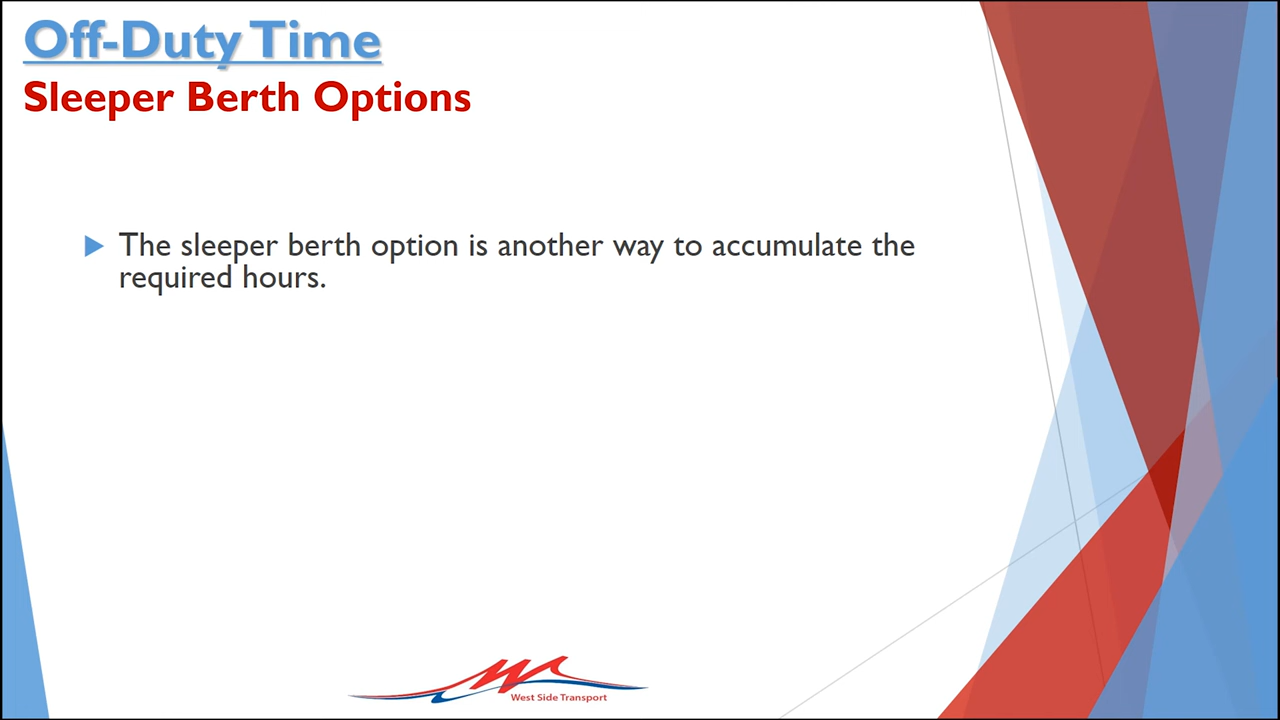 Off-Duty Time
Sleeper Berth Options
The sleeper berth option is another way to accumulate the
required hours.
West Side Transport